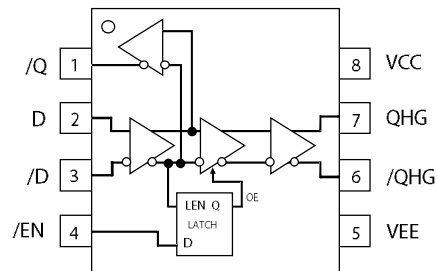 /Q 1
D 2
/D 3
/EN 4
8 VCC
7 QHG
6 /QHG
5 VEE
LEN Q
LATCH
D
OE